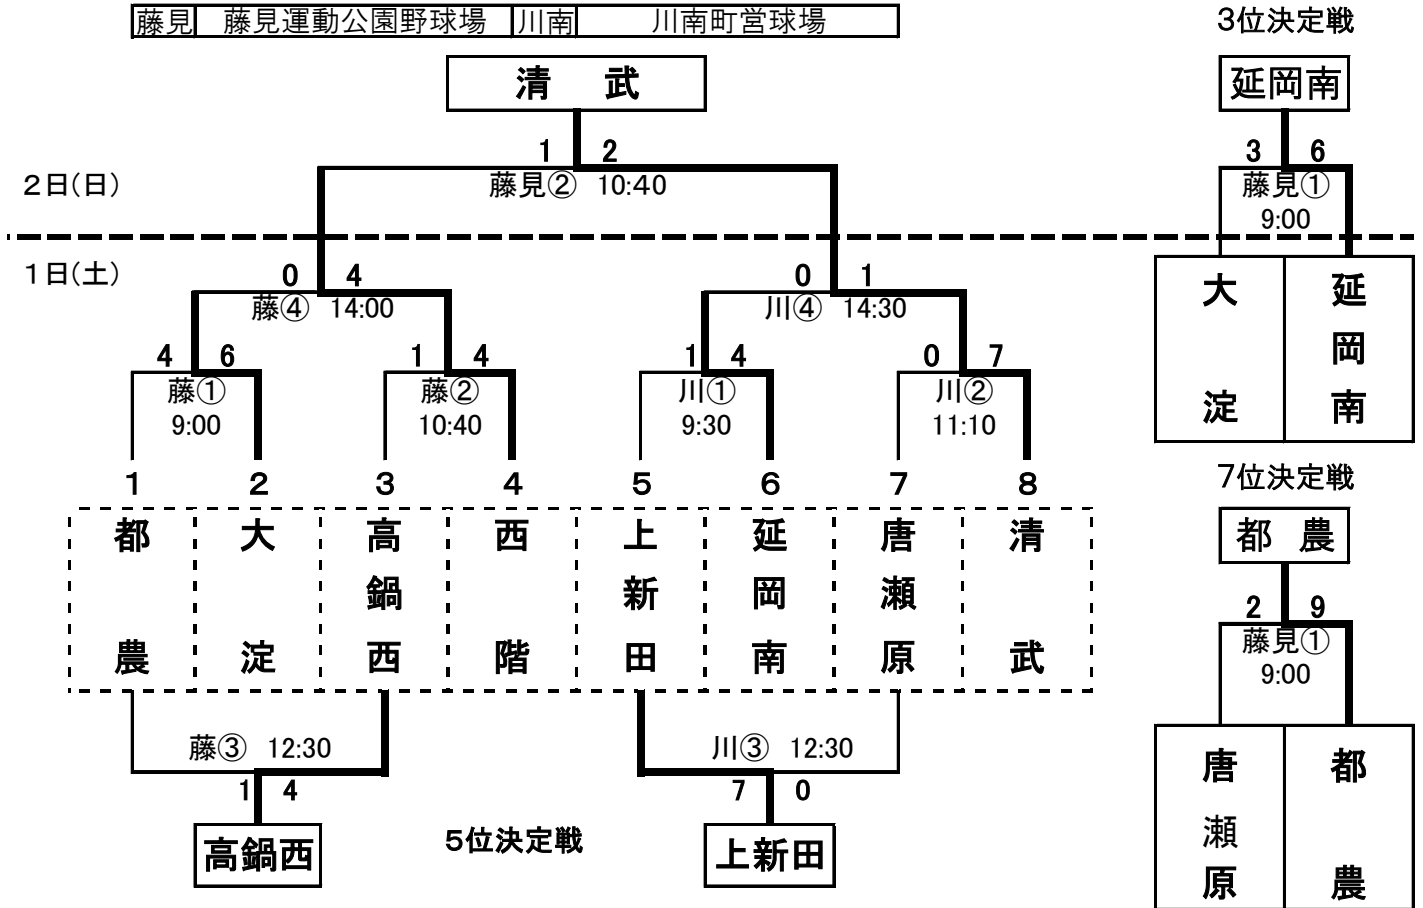 藤見 藤見運動公園野球場 川南 川南町営球場
3位決定戦
清 武
延岡南
1 2
3 6
2日(日)
藤見② 10:40
藤見①
9:00
1日(土)
0 4
0 1
藤④ 14:00
川④ 14:30
大淀
延岡南
4 6
1 4
1 4
0 7
藤①
9:00
藤②
10:40
川①
9:30
川②
11:10
1 2 3 4 5 6 7 8
7位決定戦
都農
大淀
高鍋西
西階
上新田
延岡南
唐瀬原
清武
都 農
2 9
藤見①
9:00
藤③ 12:30
川③ 12:30
唐瀬原
都農
1 4
7 0
高鍋西
5位決定戦
上新田